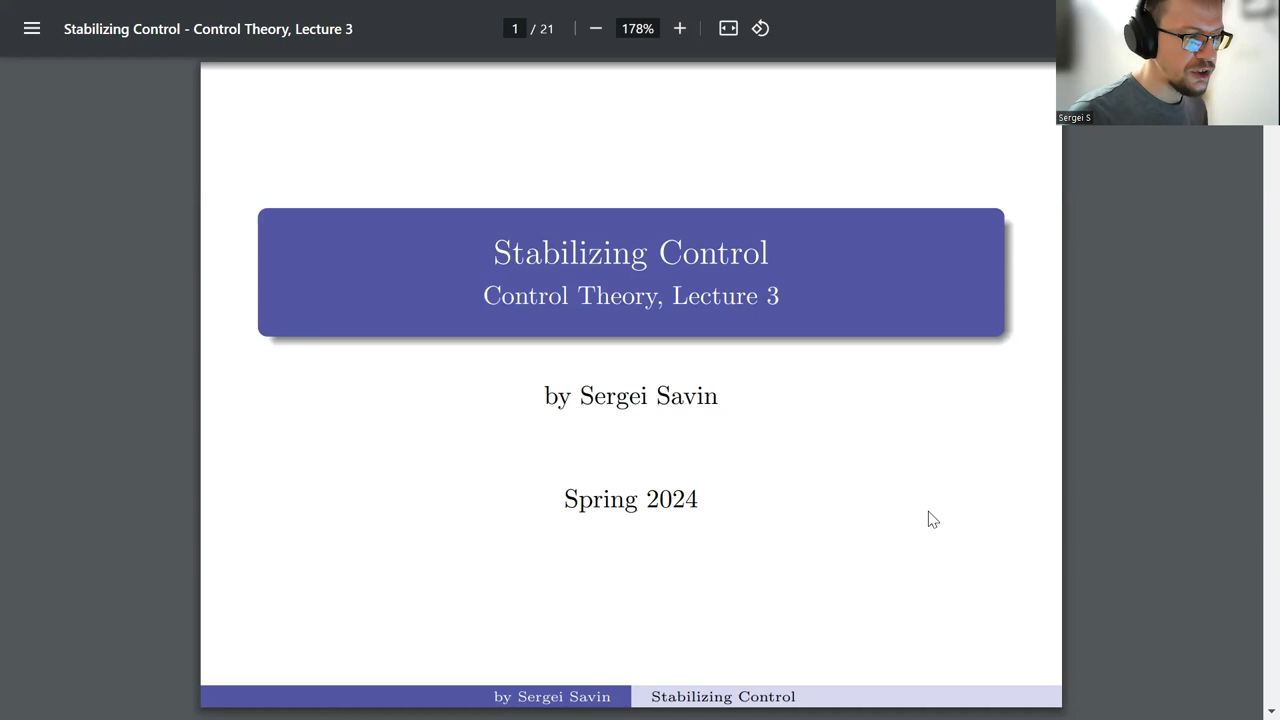 Stabilizing Control - Control Theory, Lecture 3
1 / 21
178%
Sergei S
Stabilizing Control
Control Theory, Lecture 3
by Sergei Savin
Spring 2024
by Sergei Savin
Stabilizing Control